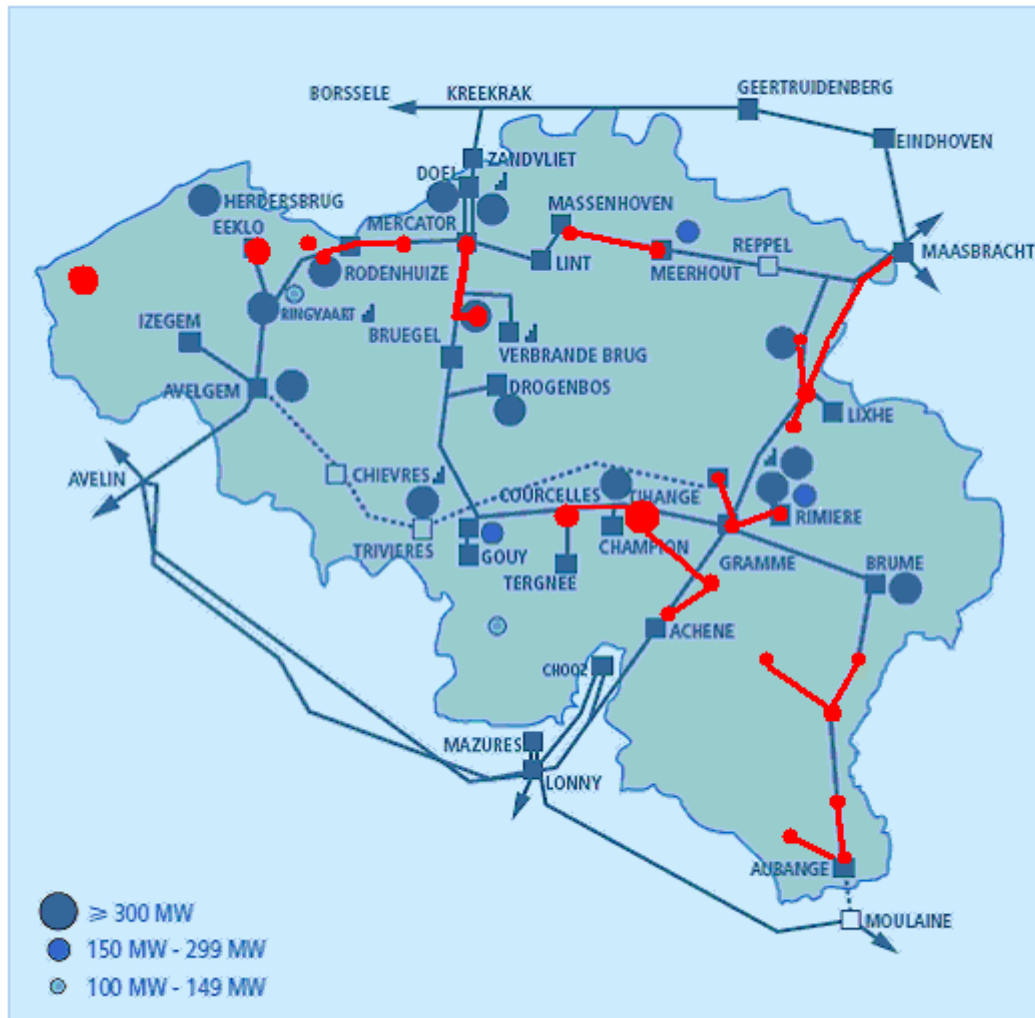 GEERTRUIDENBERG
BORSSELE
KREEKRAK
EINDHOVEN
ZANDVLIET
DOEL
HERDERSBRUG
MASSENHOVEN
EEKLO
MERCATOR
REPPEL
MAASBRACHT
LINT
RODENHUIZE
MEERHOUT
RINGVAART
IZEGEM
BRUEGEL
VERBRANDE BRUG
DROGENBOS
AVELGEM
LIXHE
CHIEVRES
AVELIN
COURCELLES
TIHANGE
RIMIERE
CHAMPION
TRIVIERES
GOUY
TERGNEE
GRAMME
BRUME
ACHENE
CHOOZ
MAZURES
LONNY
AUBANGE
MOULAINE
≥ 300 MW
150 MW - 299 MW
100 MW - 149 MW